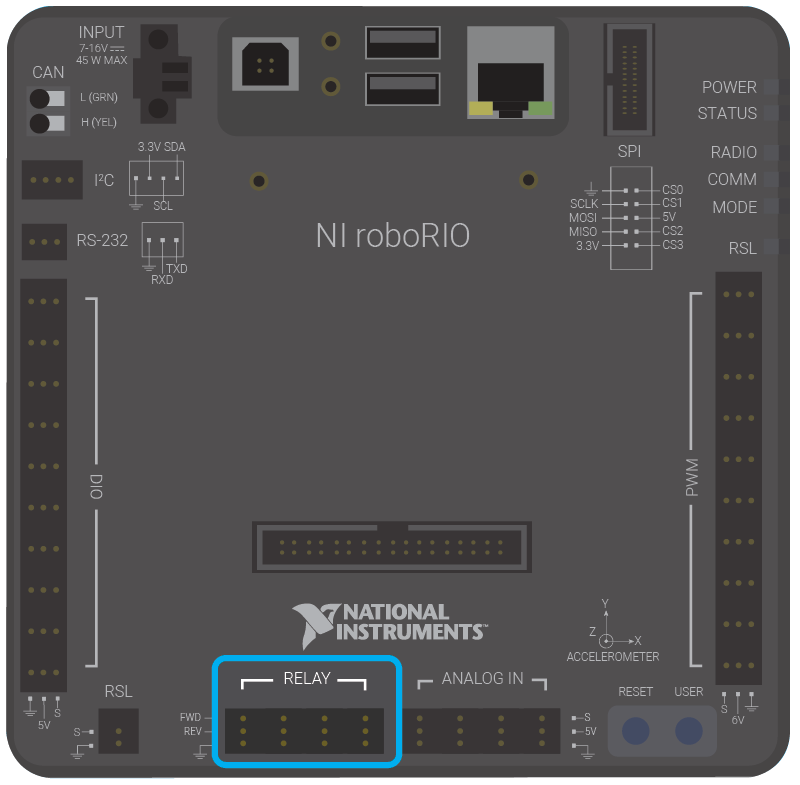 INPUT
7-16V
45 W MAX
CAN
L (GRN)
H (YEL)
3.3V SDA
I²C
SCL
RS-232
TXD
RXD
SPI
CS0
SCLK
CS1
MOSI
5V
MISO
CS2
3.3V
CS3
POWER
STATUS
RADIO
COMM
MODE
RSL
NI roboRIO
DIO
PWM
NATIONAL
INSTRUMENTS™
Y
Z
X
ACCELEROMETER
S
5V
RSL
S
RELAY
FWD
REV
ANALOG IN
S
5V
RESET
USER
S
6V